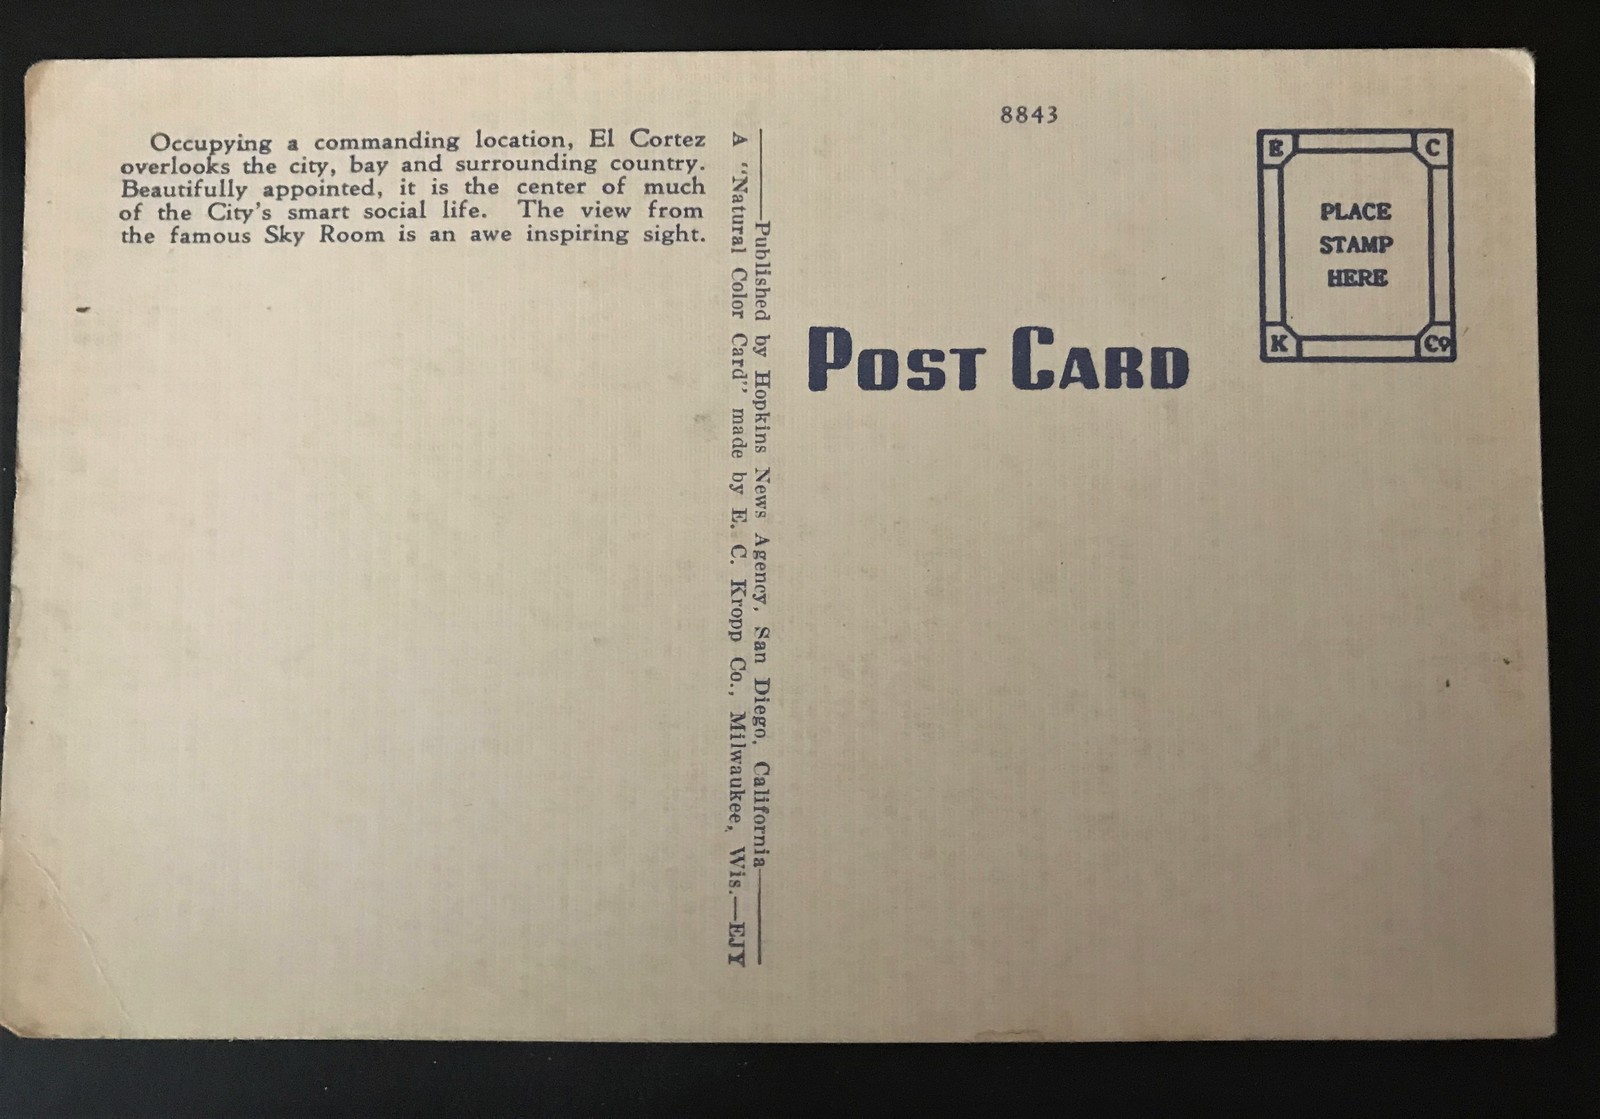 Occupying a commanding location, El Cortez
overlooks the city, bay and surrounding country.
Beautifully appointed, it is the center of much
of the City's smart social life. The view from
the famous Sky Room is an awe inspiring sight.
Published by Hopkins News Agency, San Diego, California
A "Natural Color Card" made by E. C. Kropp Co., Milwaukee, Wis.—EJY
8843
POST CARD
E C
PLACE
STAMP
HERE
K Co